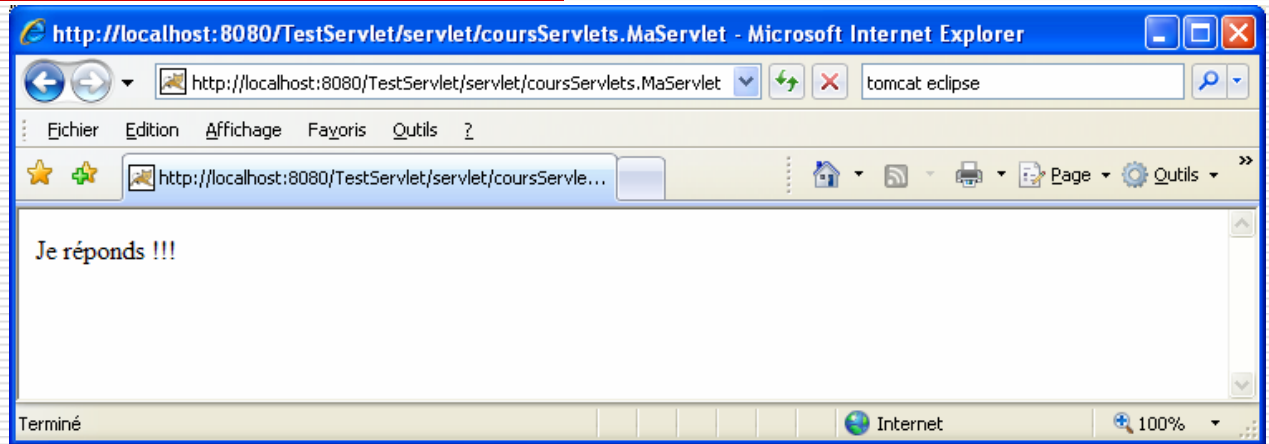 http://localhost:8080/TestServlet/servlet/coursServlets.MaServlet - Microsoft Internet Explorer
http://localhost:8080/TestServlet/servlet/coursServlets.MaServlet tomcat eclipse
Fichier Edition Affichage Favoris Outils ?
http://localhost:8080/TestServlet/servlet/coursServle... Page Outils »
Je réponds !!!
Terminé Internet 100%